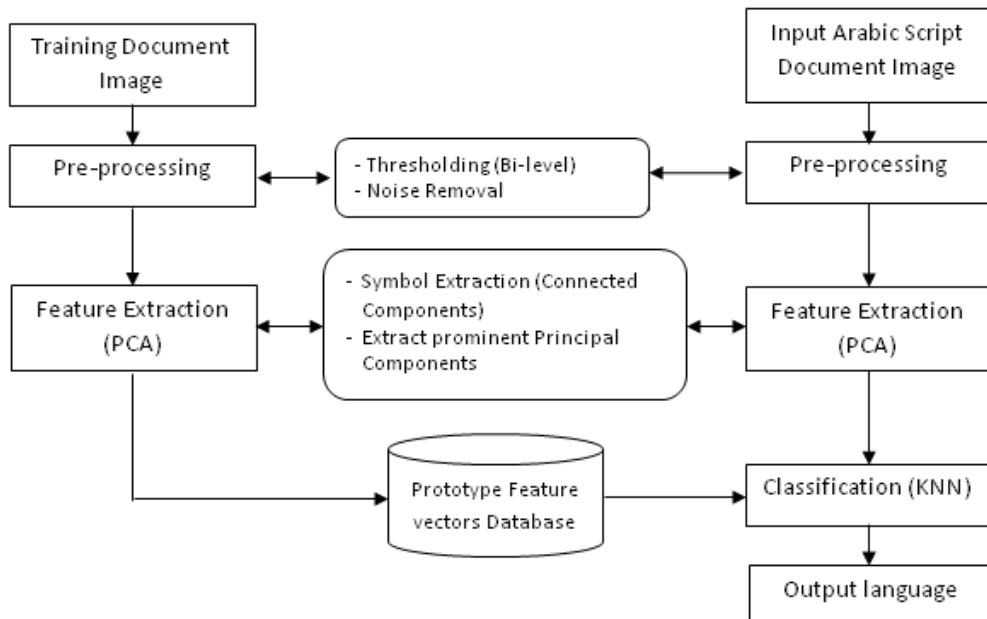 Training Document
Image
Input Arabic Script
Document Image
Pre-processing
- Thresholding (Bi-level)
- Noise Removal
Pre-processing
Feature Extraction
(PCA)
- Symbol Extraction (Connected
Components)
- Extract prominent Principal
Components
Feature Extraction
(PCA)
Prototype Feature
vectors Database
Classification (KNN)
Output language